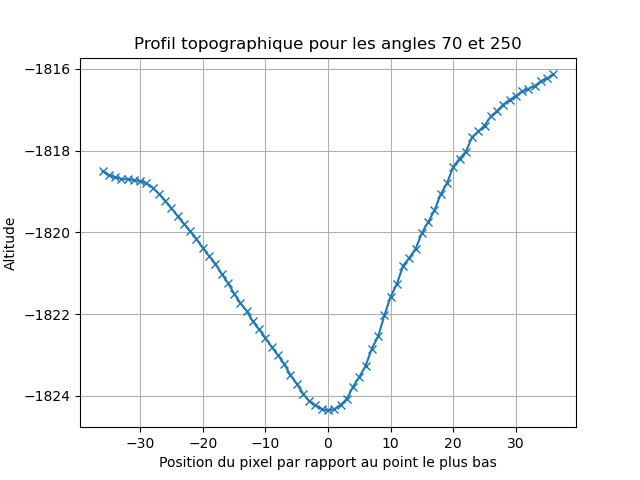 Profil topographique pour les angles 70 et 250
−1816
−1818
−1820
−1822
−1824
Altitude
−30 −20 −10 0 10 20 30
Position du pixel par rapport au point le plus bas